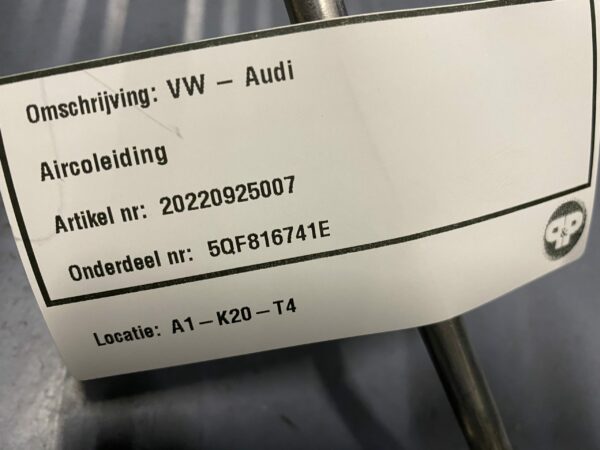 Omschrijving: VW – Audi
Aircoleiding
Artikel nr: 20220925007
Onderdeel nr: 5QF816741E
Locatie: A1–K20–T4
P&P